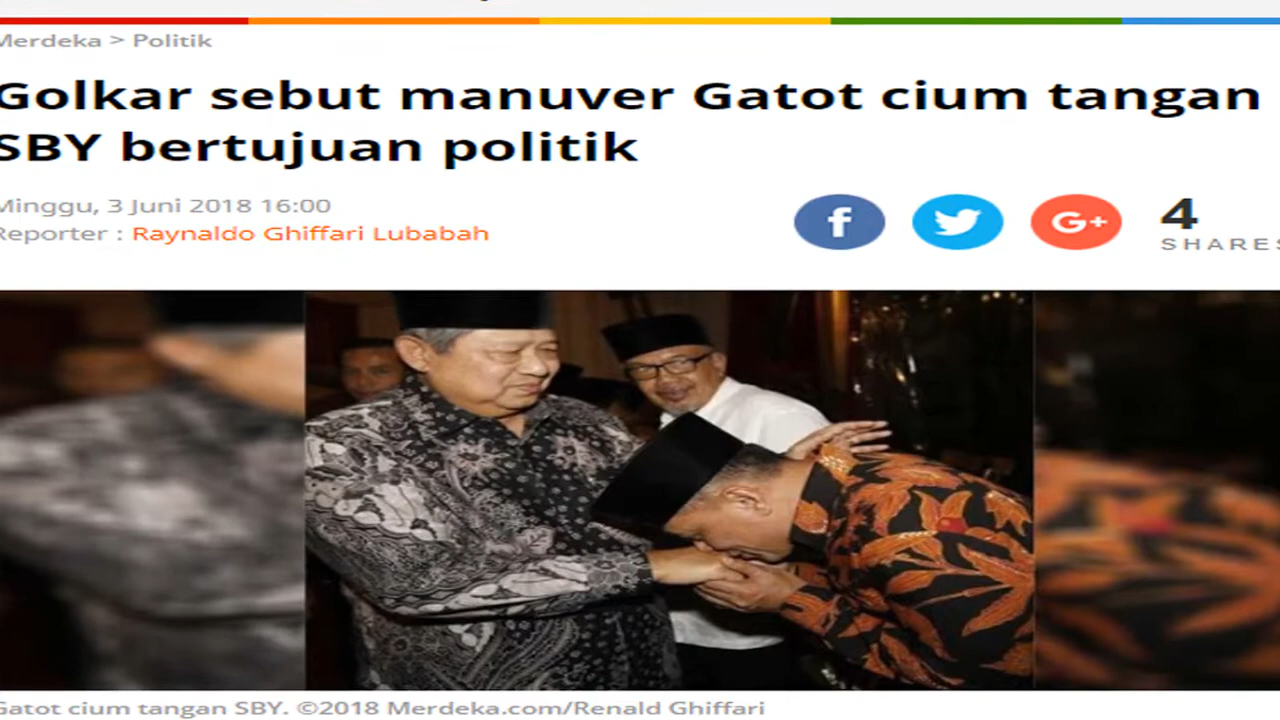 Merdeka > Politik
Golkar sebut manuver Gatot cium tangan
SBY bertujuan politik
Minggu, 3 Juni 2018 16:00
Reporter : Raynaldo Ghiffari Lubabah
f
G+
4
SHARES
Gatot cium tangan SBY. ©2018 Merdeka.com/Renald Ghiffari